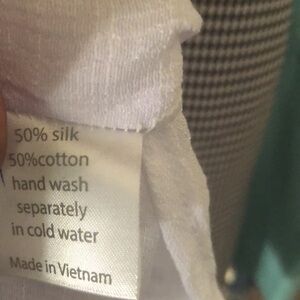 50% silk
50%cotton
hand wash
separately
in cold water
Made in Vietnam